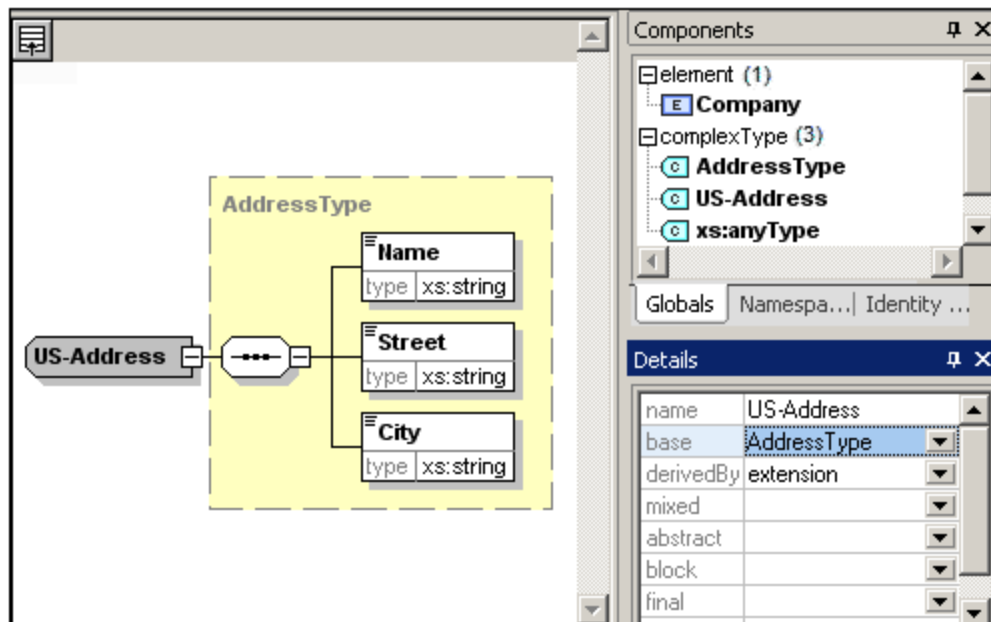 AddressType
Name
type xs:string
US-Address
Street
type xs:string
City
type xs:string
Components
element (1)
E Company
complexType (3)
C AddressType
C US-Address
C xs:anyType
Globals Namespa... Identity ...
Details
name US-Address
base AddressType
derivedBy extension
mixed
abstract
block
final